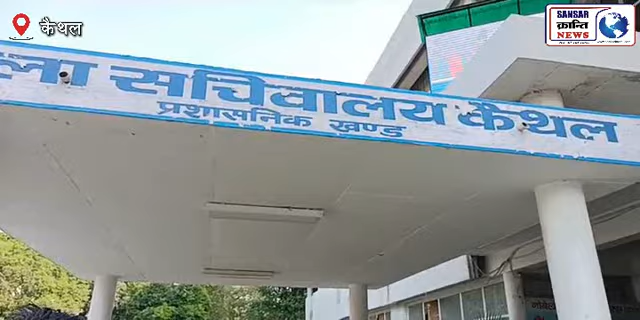 कैथल
SANSAR
क्रान्ति
NEWS
ला सचिवालय कैथल
प्रशासनिक खण्ड